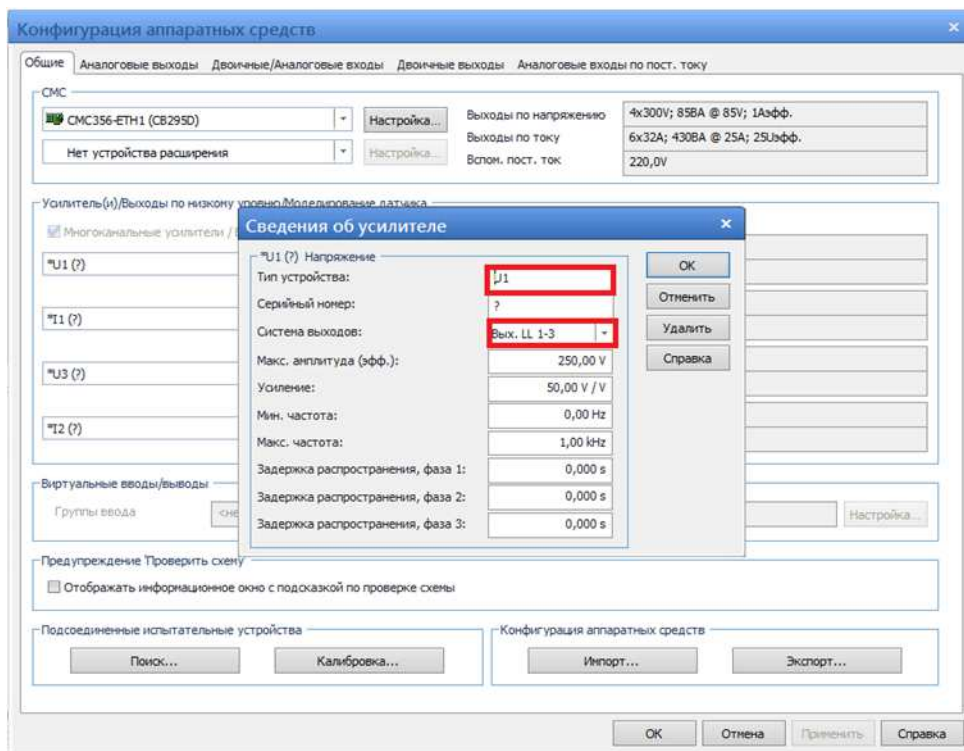 Конфигурация аппаратных средств
Общие Аналоговые выходы Двоичные/Аналоговые входы Двоичные выходы Аналоговые входы по пост. току
CMC
CMC356-ETH1 (CB295D) Настройка... Выходы по напряжению 4x300V; 85ВА @ 85V; 1Аэфф.
Выходы по току 6x32A; 430ВА @ 25A; 25Uэфф.
Нет устройства расширения Настройка... Вспом. пост. ток 220,0V
Усилитель(и)/Выходы по низкому уровню/Моделирование датчика
Многоканальные усилители /
*U1 (?)
*I1 (?)
*U3 (?)
*I2 (?)
Сведения об усилителе
*U1 (?) Напряжение
Тип устройства: U1
Серийный номер: ?
Система выходов: Вых. LL 1-3
Макс. амплитуда (эфф.): 250,00 V
Усиление: 50,00 V / V
Мин. частота: 0,00 Hz
Макс. частота: 1,00 kHz
Задержка распространения, фаза 1: 0,000 s
Задержка распространения, фаза 2: 0,000 s
Задержка распространения, фаза 3: 0,000 s
OK
Отменить
Удалить
Справка
Виртуальные вводы/выводы
Группы ввода <не Настройка...
Предупреждение 'Проверить схему'
Отображать информационное окно с подсказкой по проверке схемы
Подсоединенные испытательные устройства
Поиск... Калибровка...
Конфигурация аппаратных средств
Импорт... Экспорт...
OK Отмена Применить Справка